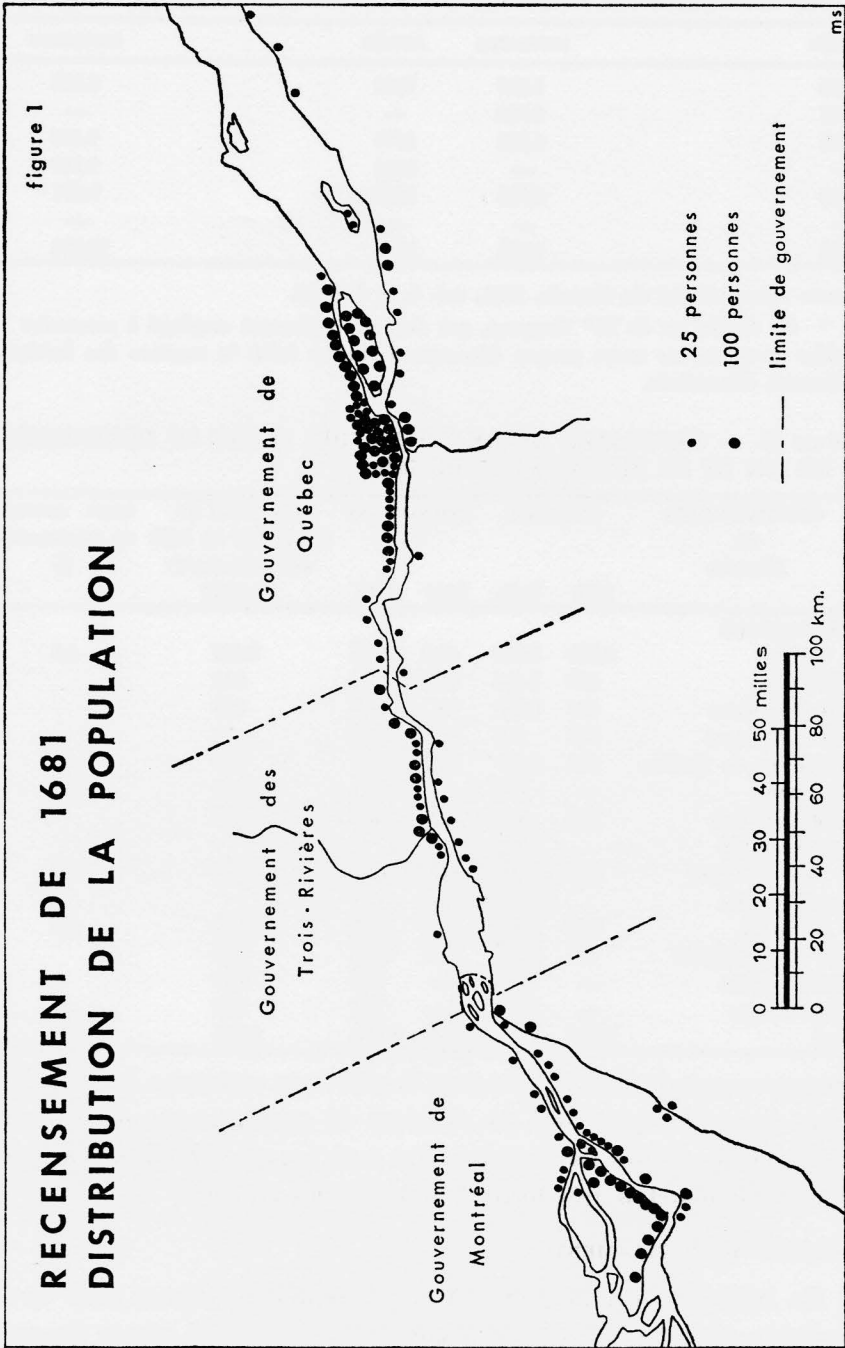 RECENSEMENT DE 1681
DISTRIBUTION DE LA POPULATION
figure 1
Gouvernement de
Québec
Gouvernement des
Trois-Rivières
Gouvernement de
Montréal
25 personnes
100 personnes
limite de gouvernement
0 10 20 30 40 50 milles
0 20 40 60 80 100 km.
ms